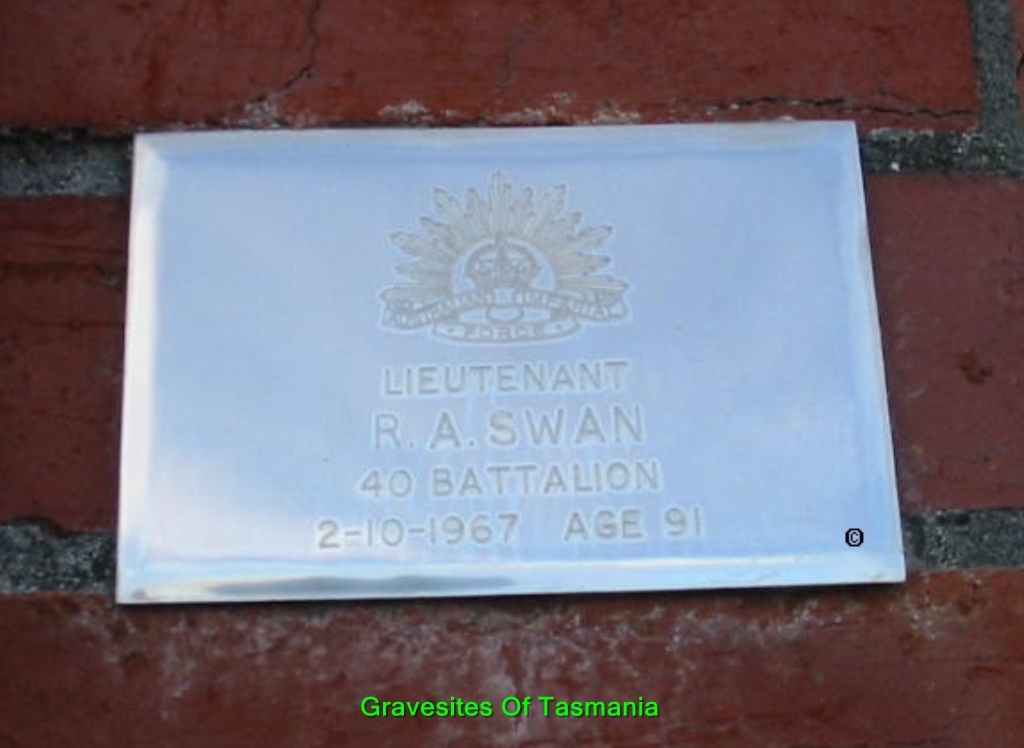 AUSTRALIAN IMPERIAL
FORCE
LIEUTENANT
R. A. SWAN
40 BATTALION
2-10-1967 AGE 91
©
Gravesites Of Tasmania